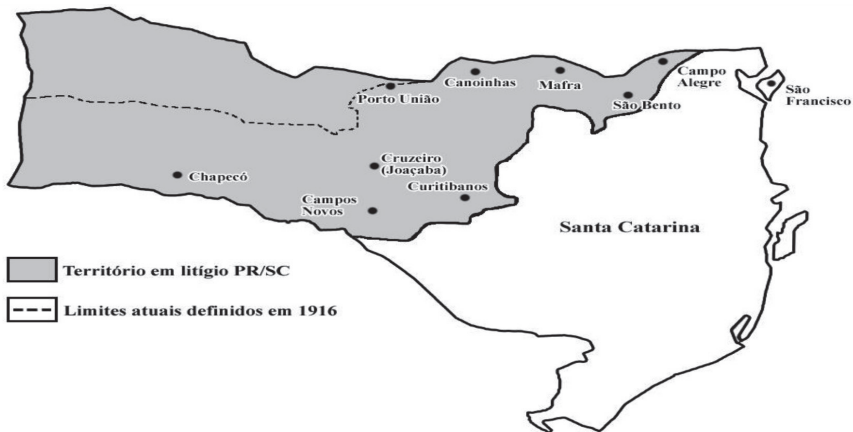 Canoinhas
Mafra
Campo
Alegre
Porto União
São Bento
São
Francisco
Cruzeiro
(Joaçaba)
Chapecó
Curitibanos
Campos
Novos
Santa Catarina
Território em litígio PR/SC
Limites atuais definidos em 1916